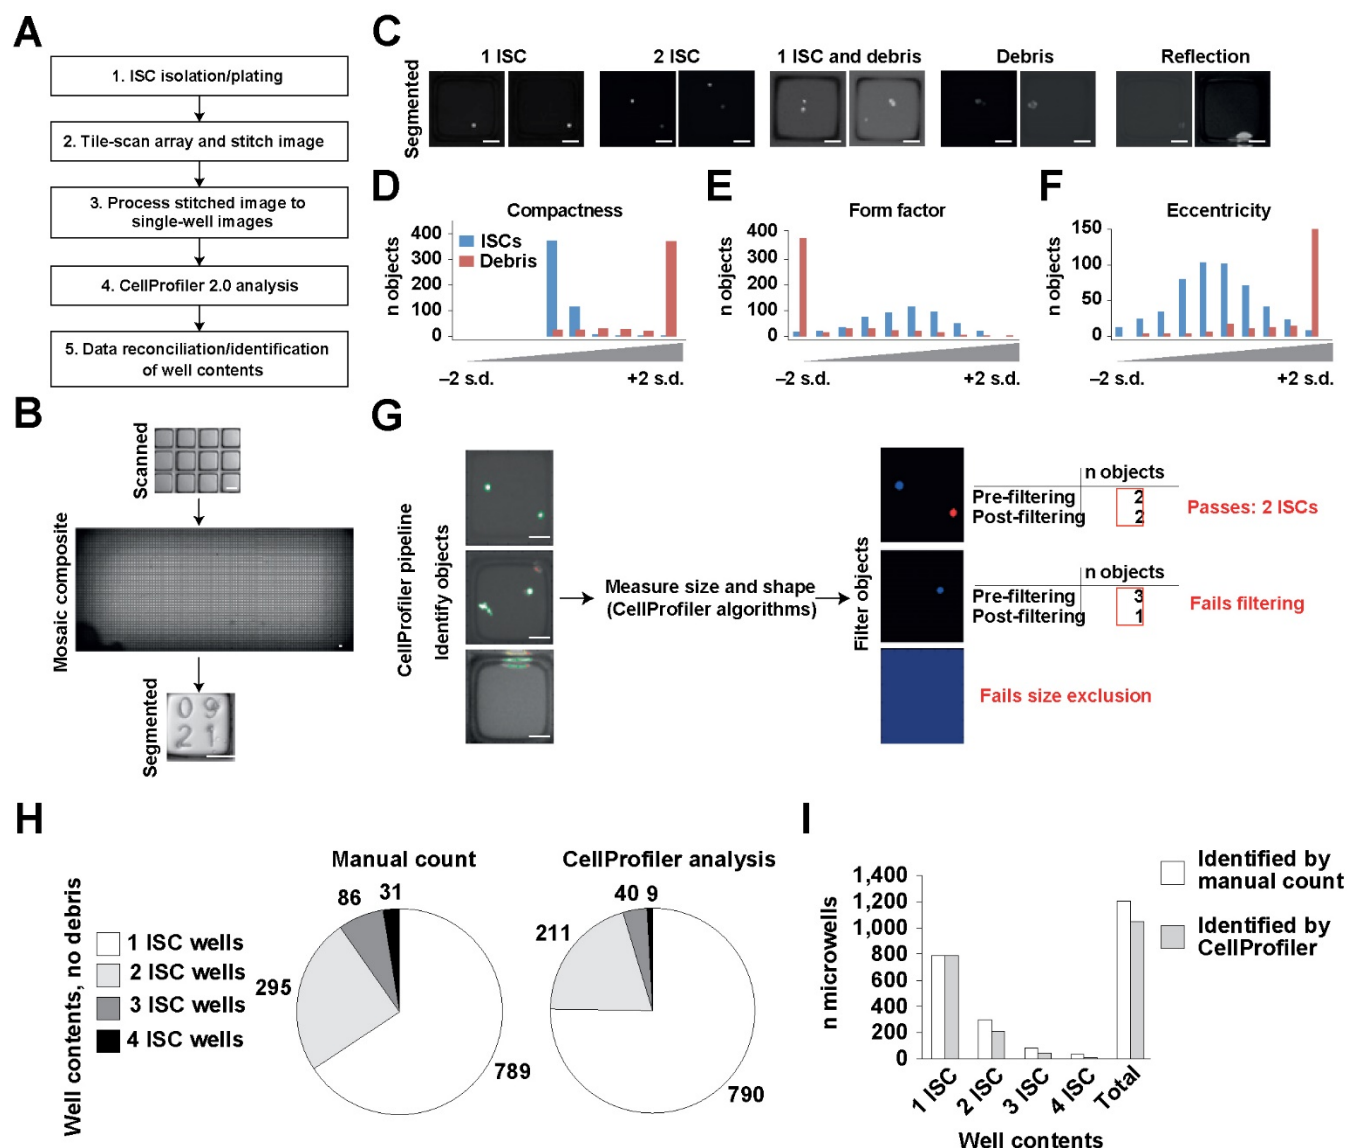 A
1. ISC isolation/plating
2. Tile-scan array and stitch image
3. Process stitched image to
single-well images
4. CellProfiler 2.0 analysis
5. Data reconciliation/identification
of well contents
B
Scanned
Mosaic composite
Segmented
09
21
C
Segmented
1 ISC
2 ISC
1 ISC and debris
Debris
Reflection
D
Compactness
n objects
400
300
200
100
0
ISCs
Debris
–2 s.d.
+2 s.d.
E
Form factor
n objects
400
300
200
100
0
–2 s.d.
+2 s.d.
F
Eccentricity
n objects
150
100
50
0
–2 s.d.
+2 s.d.
G
CellProfiler pipeline
Identify objects
Measure size and shape
(CellProfiler algorithms)
Filter objects
n objects
Pre-filtering 2
Post-filtering 2
Passes: 2 ISCs
n objects
Pre-filtering 3
Post-filtering 1
Fails filtering
Fails size exclusion
H
Well contents, no debris
1 ISC wells
2 ISC wells
3 ISC wells
4 ISC wells
Manual count
86
31
295
789
CellProfiler analysis
40
9
211
790
I
n microwells
1,400
1,200
1,000
800
600
400
200
0
1 ISC
2 ISC
3 ISC
4 ISC
Total
Well contents
Identified by
manual count
Identified by
CellProfiler